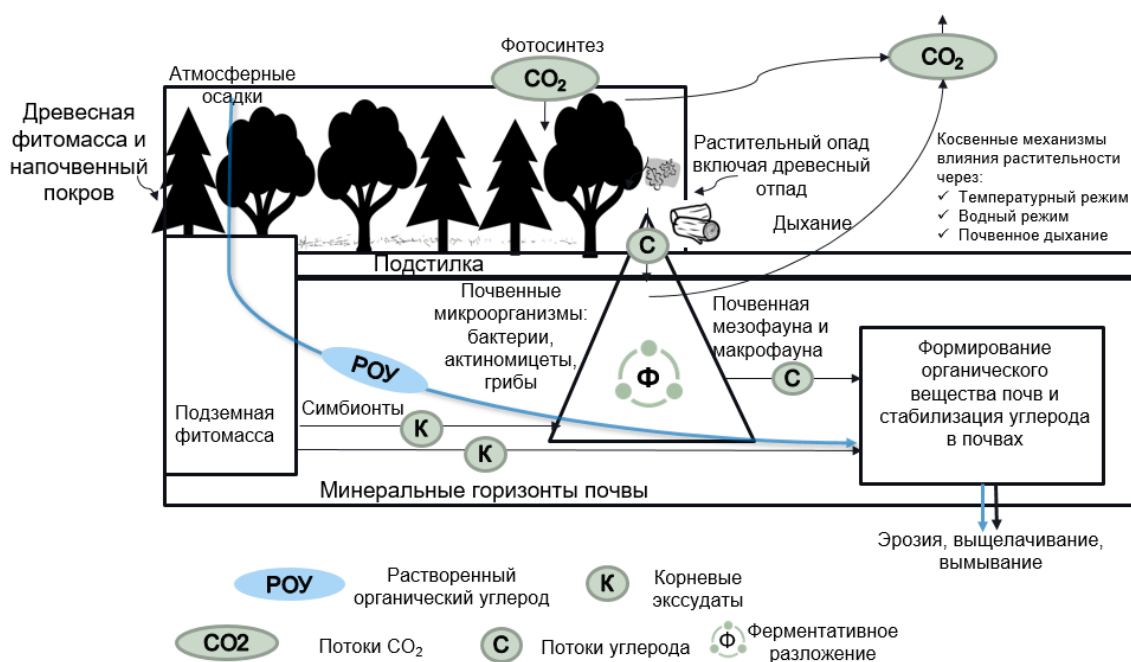 Фотосинтез
CO₂
CO₂
Атмосферные
осадки
Древесная
фитомасса и
напочвенный
покров
Растительный опад
включая древесный
отпад
Косвенные механизмы
влияния растительности
через:
✓ Температурный режим
✓ Водный режим
✓ Почвенное дыхание
Дыхание
С
Подстилка
Почвенные
микроорганизмы:
бактерии,
актиномицеты,
грибы
Почвенная
мезофауна и
макрофауна
С
Ф
РОУ
Формирование
органического
вещества почв и
стабилизация углерода
в почвах
Подземная
фитомасса
Симбионты
К
К
Минеральные горизонты почвы
Эрозия, выщелачивание,
вымывание
РОУ
Растворенный
органический углерод
К
Корневые
экссудаты
CO2
Потоки CO₂
С
Потоки углерода
Ф
Ферментативное
разложение